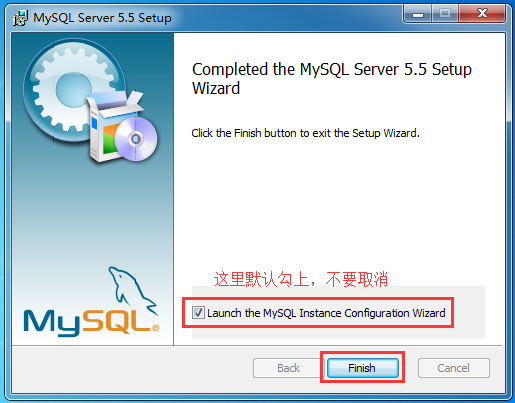 MySQL Server 5.5 Setup
Completed the MySQL Server 5.5 Setup
Wizard
Click the Finish button to exit the Setup Wizard.
这里默认勾上，不要取消
Launch the MySQL Instance Configuration Wizard
MySQL®
Back
Finish
Cancel